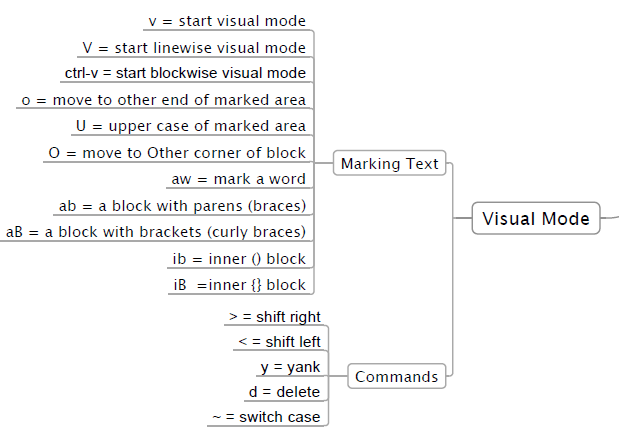 v = start visual mode
V = start linewise visual mode
ctrl-v = start blockwise visual mode
o = move to other end of marked area
U = upper case of marked area
O = move to Other corner of block
aw = mark a word
ab = a block with parens (braces)
aB = a block with brackets (curly braces)
ib = inner () block
iB =inner {} block
Marking Text
Visual Mode
> = shift right
< = shift left
y = yank
d = delete
~ = switch case
Commands